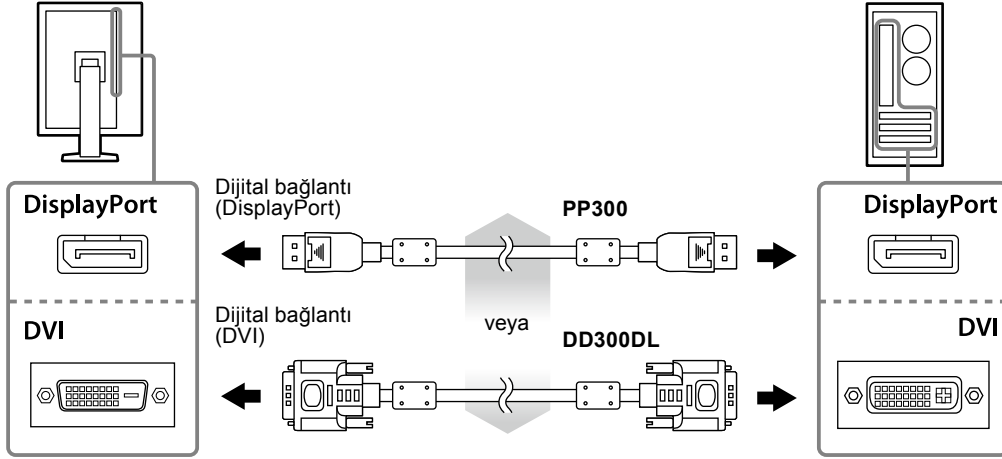 DisplayPort
Dijital bağlantı
(DisplayPort)
PP300
DisplayPort
DVI
Dijital bağlantı
(DVI)
veya
DD300DL
DVI